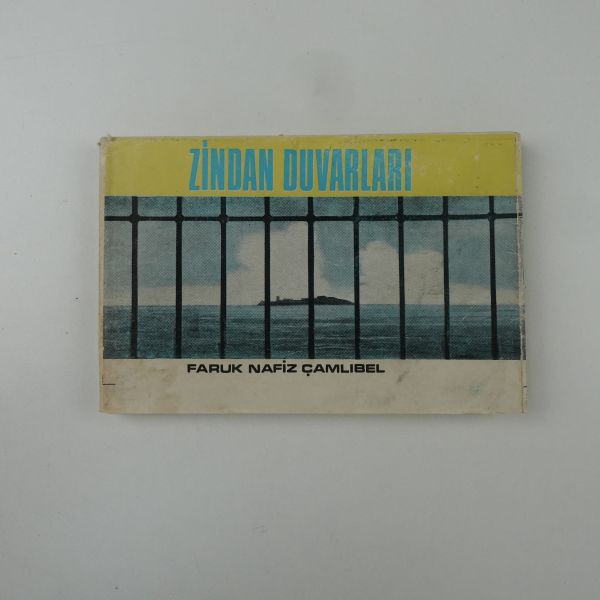 ZİNDAN DUVARLARI
FARUK NAFİZ ÇAMLIBEL